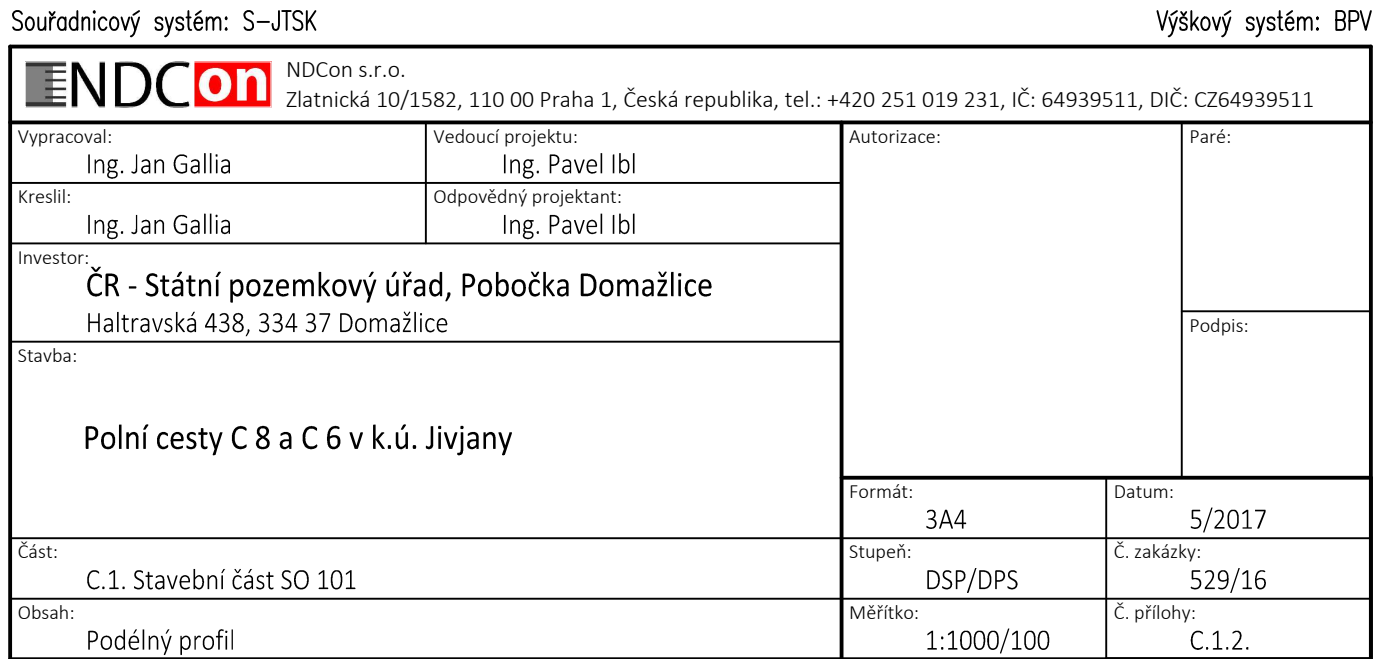 Souřadnicový systém: S-JTSK
Výškový systém: BPV
NDCon
NDCon s.r.o.
Zlatnická 10/1582, 110 00 Praha 1, Česká republika, tel.: +420 251 019 231, IČ: 64939511, DIČ: CZ64939511
Vypracoval:
Ing. Jan Gallia
Vedoucí projektu:
Ing. Pavel Ibl
Autorizace:
Paré:
Kreslil:
Ing. Jan Gallia
Odpovědný projektant:
Ing. Pavel Ibl
Investor:
ČR - Státní pozemkový úřad, Pobočka Domažlice
Haltravská 438, 334 37 Domažlice
Podpis:
Stavba:
Polní cesty C 8 a C 6 v k.ú. Jivjany
Formát:
3A4
Datum:
5/2017
Část:
C.1. Stavební část SO 101
Stupeň:
DSP/DPS
Č. zakázky:
529/16
Obsah:
Podélný profil
Měřítko:
1:1000/100
Č. přílohy:
C.1.2.